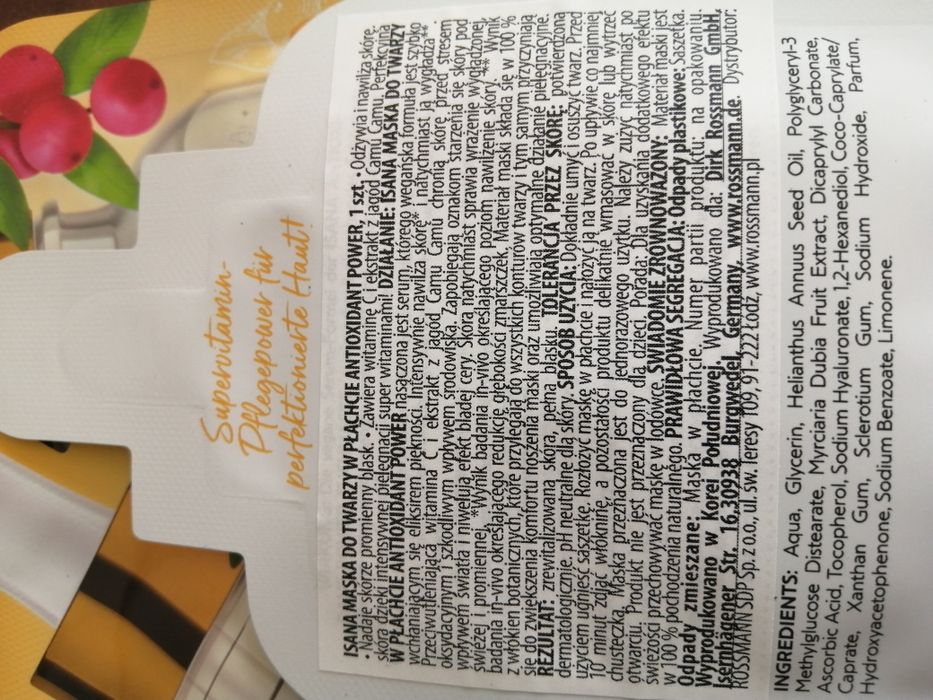 Supervitamin-
Pflegepower für
perfektionierte Haut!
ISANA MASKA DO TWARZY W PŁACHCIE ANTIOXIDANT POWER, 1 szt. • Odżywia i nawilża skórę.
• Nadaje skórze promienny blask. • Zawiera witaminę C i ekstrakt z jagód Camu Camu. Perfekcyjna
skóra dzięki intensywnej pielęgnacji super witaminami! DZIAŁANIE: ISANA MASKA DO TWARZY
W PŁACHCIE ANTIOXIDANT POWER nasączona jest serum, którego wegańska formuła jest szybko
wchłaniającym się eliksirem piękności. Intensywnie nawilża skórę* i natychmiast ją wygładza**
Przeciwutleniająca witamina C i ekstrakt z jagód Camu Camu chronią skórę przed stresem
oksydacyjnym i szkodliwym wpływem środowiska. Zapobiegają oznakom starzenia się skóry pod
wpływem światła i niwelują efekt bladej cery. Skóra natychmiast sprawia wrażenie wygładzonej,
świeżej i promiennej. *Wynik badania in-vivo określającego poziom nawilżenie skóry. ** Wynik
badania in-vivo określającego redukcję głębokości zmarszczek. Materiał maski składa się w 100 %
z włókien botanicznych, które przylegają do wszystkich konturów twarzy i tym samym przyczyniają
się do zwiększenia komfortu noszenia maski oraz umożliwiają optymalne działanie pielęgnacyjne.
REZULTAT: zrewitalizowana skóra, pełna blasku. TOLERANCJA PRZEZ SKÓRĘ: potwierdzona
dermatologicznie. pH neutralne dla skóry. SPOSÓB UŻYCIA: Dokładnie umyć i osuszyć twarz. Przed
użyciem ugnieść saszetkę. Rozłożyć maskę w płachcie i nałożyć ją na twarz. Po upływie co najmniej
10 minut zdjąć włókninę, a pozostałość produktu delikatnie wmasować w skórę lub wytrzeć
chusteczką. Maska przeznaczona jest do jednorazowego użytku. Należy zużyć natychmiast po
otwarciu. Produkt nie jest przeznaczony dla dzieci. Porada: Dla uzyskania dodatkowego efektu
świeżości przechowywać maskę w lodówce. ŚWIADOMIE ZRÓWNOWAŻONY: Materiał maski jest
w 100 % pochodzenia naturalnego. PRAWIDŁOWA SEGREGACJA: Odpady plastikowe: Saszetka.
Odpady zmieszane: Maska w płachcie. Numer partii produktu: na opakowaniu.
Wyprodukowano w Korei Południowej. Wyprodukowano dla: Dirk Rossmann GmbH,
Isernhägener Str. 16,30938 Burgwedel, Germany, www.rossmann.de. Dystrybutor:
ROSSMANN SDP Sp. z o.o., ul. św. Teresy 109, 91-222 Łódź, www.rossmann.pl
INGREDIENTS: Aqua, Glycerin, Helianthus Annuus Seed Oil, Polyglyceryl-3
Methylglucose Distearate, Myrciaria Dubia Fruit Extract, Dicaprylyl Carbonate,
Ascorbic Acid, Tocopherol, Sodium Hyaluronate, 1,2-Hexanediol, Coco-Caprylate/
Caprate, Xanthan Gum, Sclerotium Gum, Sodium Hydroxide, Parfum,
Hydroxyacetophenone, Sodium Benzoate, Limonene.